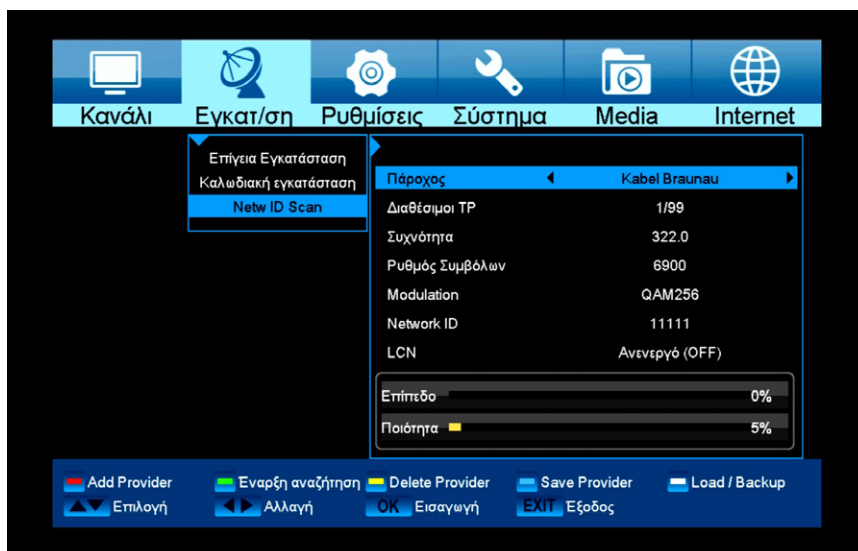 Κανάλι Εγκατ/ση Ρυθμίσεις Σύστημα Media Internet
Επίγεια Εγκατάσταση
Καλωδιακή εγκατάσταση
Netw ID Scan
Πάροχος Kabel Braunau
Διαθέσιμοι TP 1/99
Συχνότητα 322.0
Ρυθμός Συμβόλων 6900
Modulation QAM256
Network ID 11111
LCN Ανενεργό (OFF)
Επίπεδο 0%
Ποιότητα 5%
Add Provider Έναρξη αναζήτηση Delete Provider Save Provider Load / Backup
Επιλογή Αλλαγή OK Εισαγωγή EXIT Έξοδος